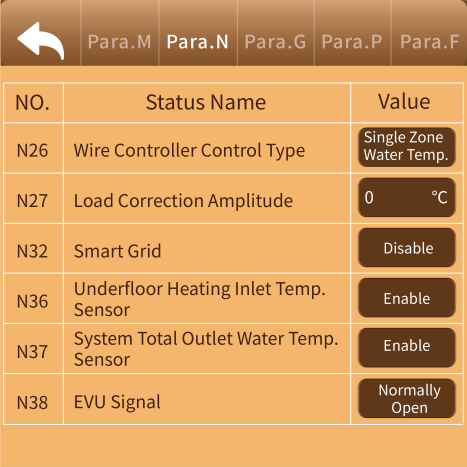 Para.M Para.N Para.G Para.P Para.F
NO. Status Name Value
N26 Wire Controller Control Type Single Zone
Water Temp.
N27 Load Correction Amplitude 0 °C
N32 Smart Grid Disable
N36 Underfloor Heating Inlet Temp.
Sensor Enable
N37 System Total Outlet Water Temp.
Sensor Enable
N38 EVU Signal Normally
Open